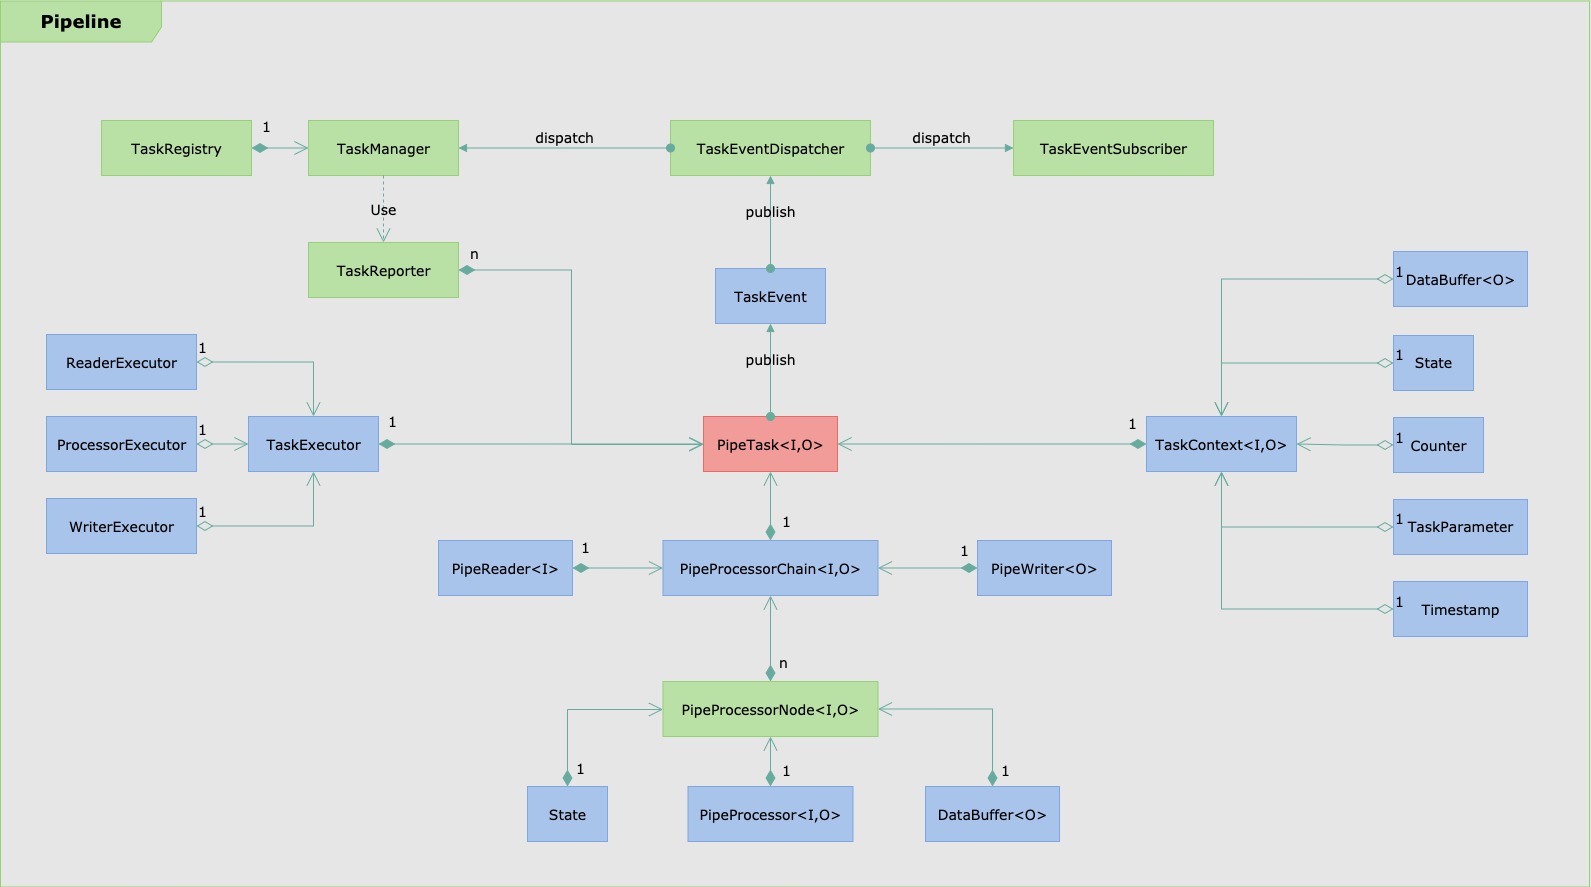 Pipeline
TaskRegistry
1
TaskManager
dispatch
TaskEventDispatcher
dispatch
TaskEventSubscriber
Use
publish
TaskReporter
n
TaskEvent
1
DataBuffer<O>
ReaderExecutor
1
publish
1
State
ProcessorExecutor
1
TaskExecutor
1
PipeTask<I,O>
1
TaskContext<I,O>
1
Counter
WriterExecutor
1
1
1
TaskParameter
PipeReader<I>
1
PipeProcessorChain<I,O>
1
PipeWriter<O>
1
Timestamp
n
PipeProcessorNode<I,O>
1
1
1
State
PipeProcessor<I,O>
DataBuffer<O>